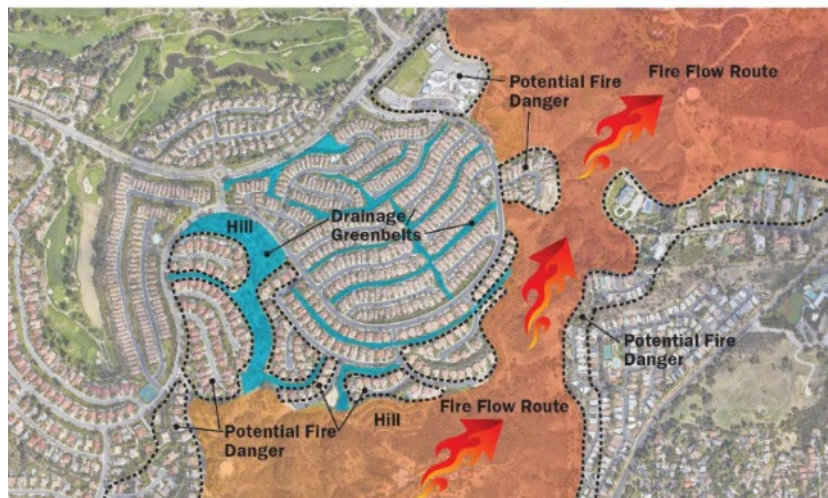 Potential Fire
Danger
Fire Flow Route
Hill
Drainage/
Greenbelts
Potential Fire
Danger
Fire Flow Route
Hill
Potential Fire
Danger